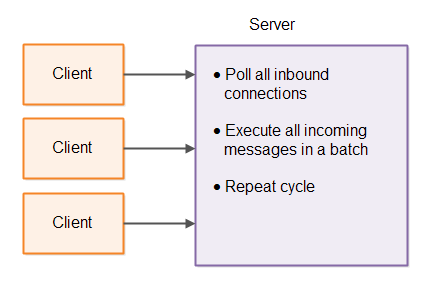 Server
Client
Client
Client
• Poll all inbound
connections
• Execute all incoming
messages in a batch
• Repeat cycle